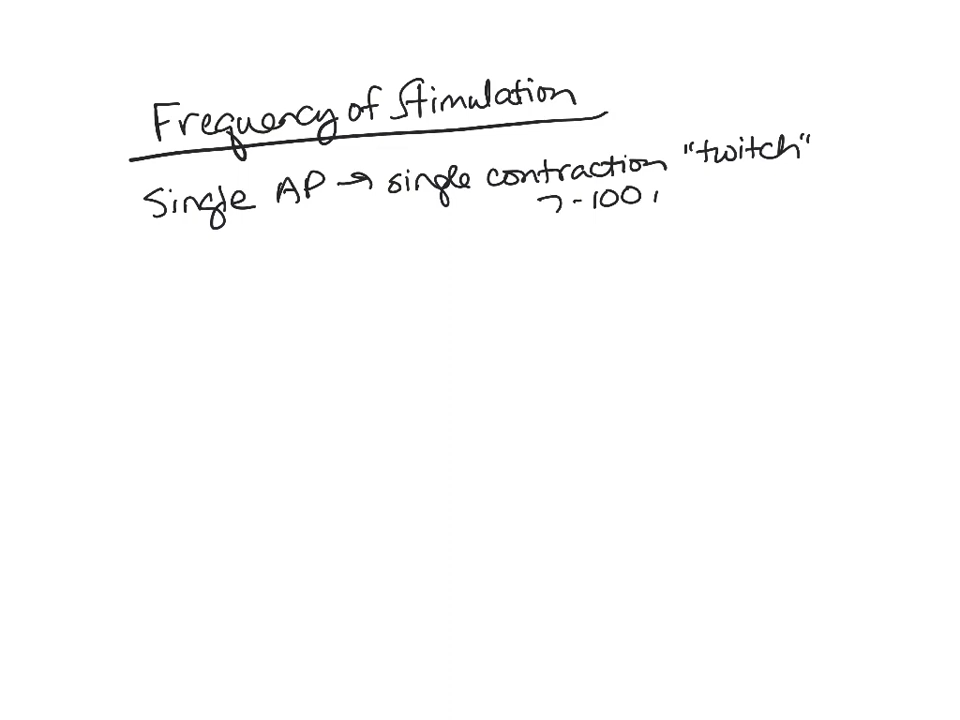 Frequency of Stimulation
Single AP → single contraction "twitch"
7-100